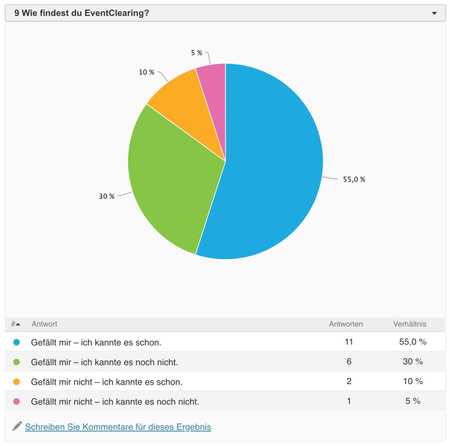 9 Wie findest du EventClearing?
5 %
10 %
55,0 %
30 %
# Antwort Antworten Verhältnis
Gefällt mir – ich kannte es schon. 11 55,0 %
Gefällt mir – ich kannte es noch nicht. 6 30 %
Gefällt mir nicht – ich kannte es schon. 2 10 %
Gefällt mir nicht – ich kannte es noch nicht. 1 5 %
Schreiben Sie Kommentare für dieses Ergebnis